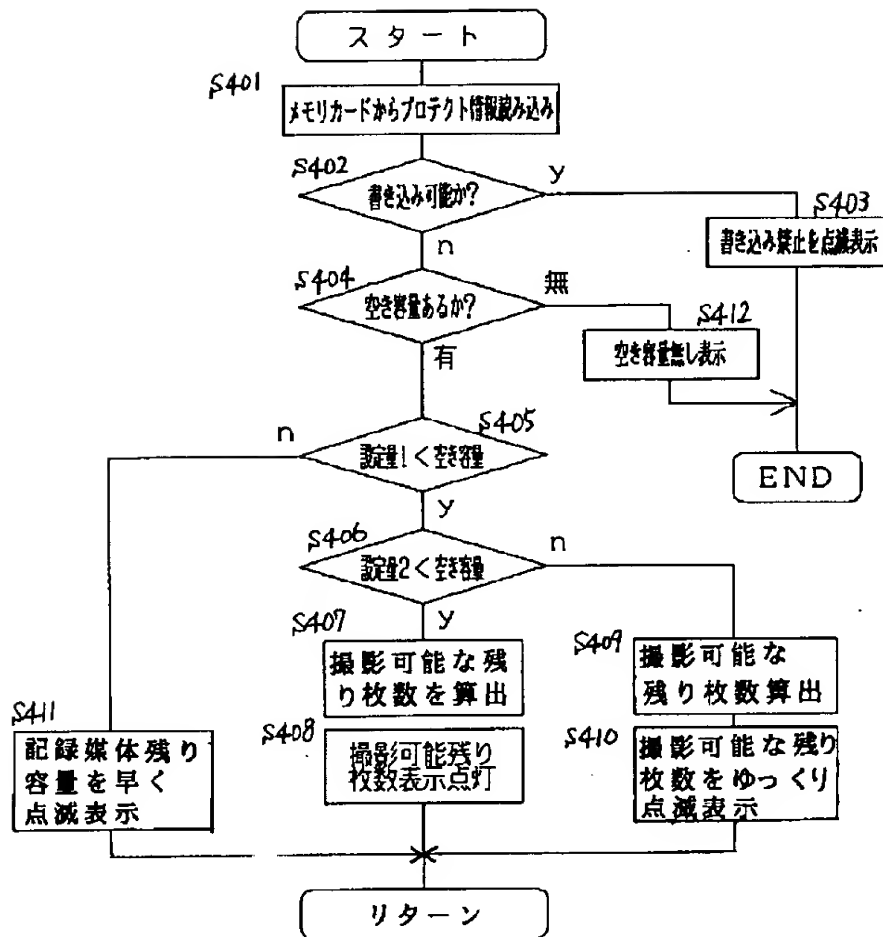 スタート
S401
メモリカードからプロテクト情報読み込み
S402
書き込み可能か?
y
n
S403
書き込み禁止を点滅表示
S404
空き容量あるか?
無
有
S412
空き容量無し表示
END
S405
設定量1<空き容量
n
y
S406
設定量2<空き容量
n
y
S407
撮影可能な残
り枚数を算出
S408
撮影可能残り
枚数表示点灯
S409
撮影可能な
残り枚数算出
S410
撮影可能な残り
枚数をゆっくり
点滅表示
S411
記録媒体残り
容量を早く
点滅表示
リターン